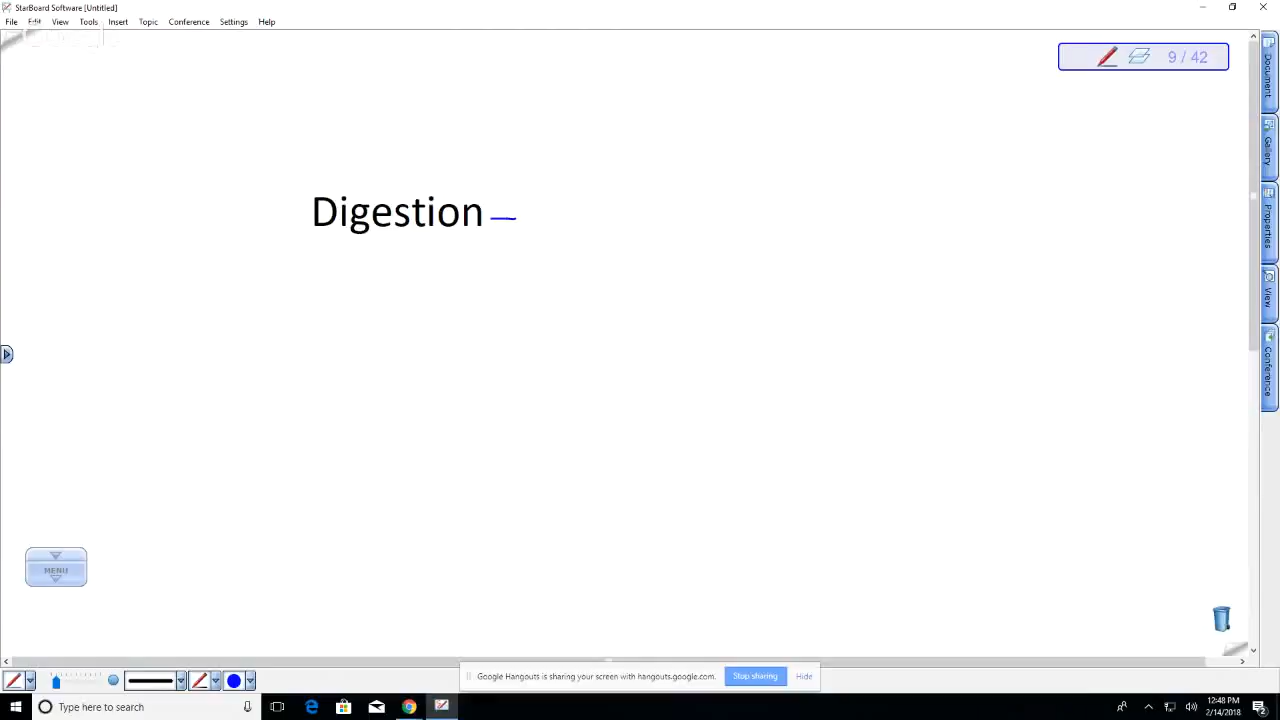 StarBoard Software [Untitled]
File Edit View Tools Insert Topic Conference Settings Help
9 / 42
Document
Gallery
Properties
View
Conference
Digestion —
MENU
Google Hangouts is sharing your screen with hangouts.google.com. Stop sharing Hide
Type here to search
12:48 PM
2/14/2018
2